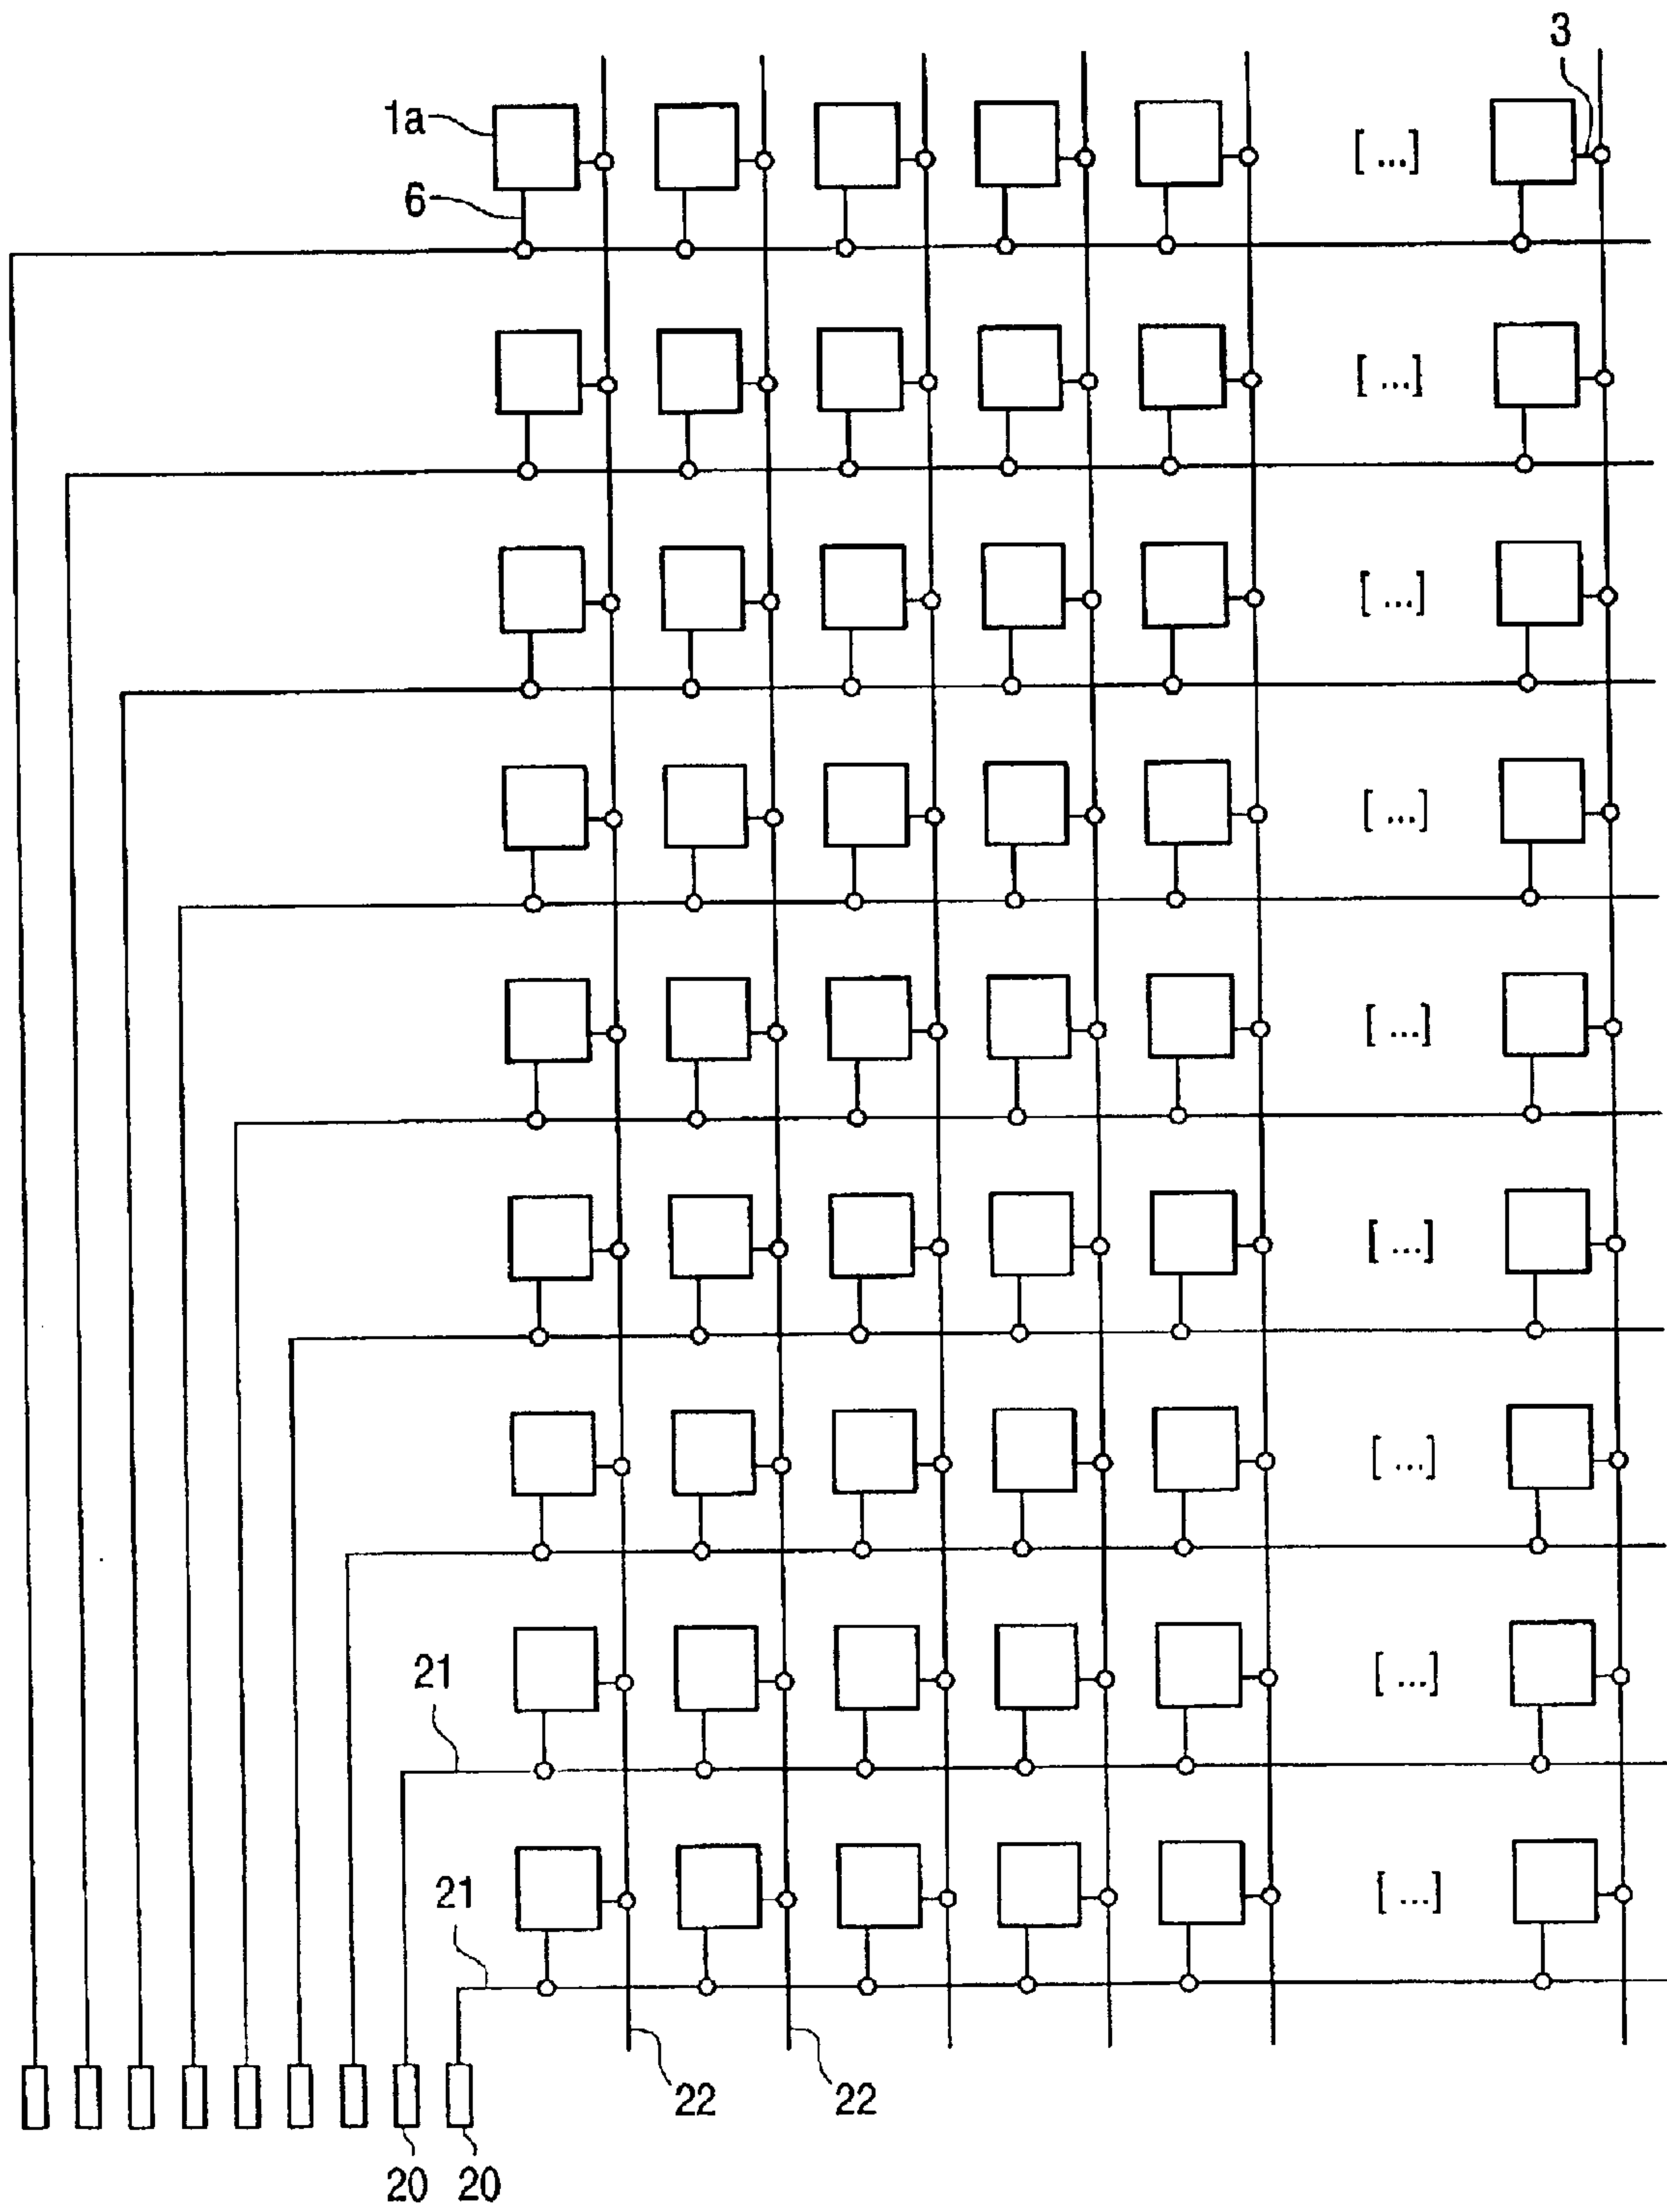 3
1a
[ ... ]
6
[ ... ]
[ ... ]
[ ... ]
[ ... ]
[ ... ]
[ ... ]
21
[ ... ]
21
[ ... ]
22
22
20
20